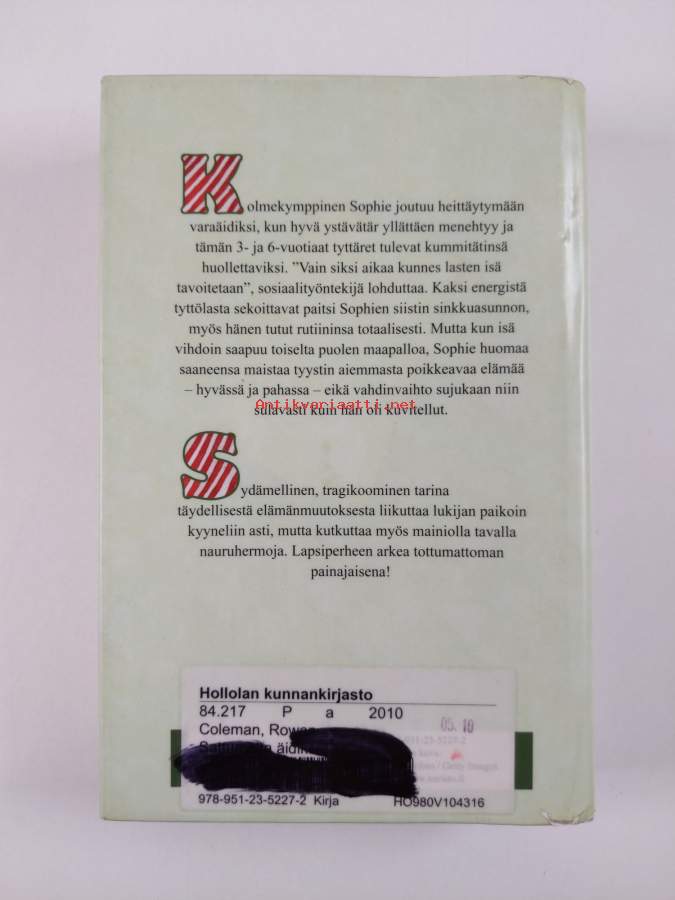 Kolmekymppinen Sophie joutuu heittäytymään
varaäidiksi, kun hyvä ystävätär yllättäen menehtyy ja
tämän 3- ja 6-vuotiaat tyttäret tulevat kummitätinsä
huollettaviksi. ”Vain siksi aikaa kunnes lasten isä
tavoitetaan”, sosiaalityöntekijä lohduttaa. Kaksi energistä
tyttölasta sekoittavat paitsi Sophien siistin sinkkuasunnon,
myös hänen tutut rutiininsa totaalisesti. Mutta kun isä
vihdoin saapuu toiselta puolen maapalloa, Sophie huomaa
saaneensa maistaa tyystin aiemmasta poikkeavaa elämää
– hyvässä ja pahassa – eikä vahdinvaihto sujukaan niin
Antikvariaatti.net
sulavasti kuin hän oli kuvitellut.
Sydämellinen, tragikoominen tarina
täydellisestä elämänmuutoksesta liikuttaa lukijan paikoin
kyyneliin asti, mutta kutkuttaa myös mainiolla tavalla
nauruhermoja. Lapsiperheen arkea tottumattoman
painajaisena!
Hollolan kunnankirjasto
84.217 P a 2010
05. 10
Coleman,
978-951-23-5227-2 Kirja HO980V104316